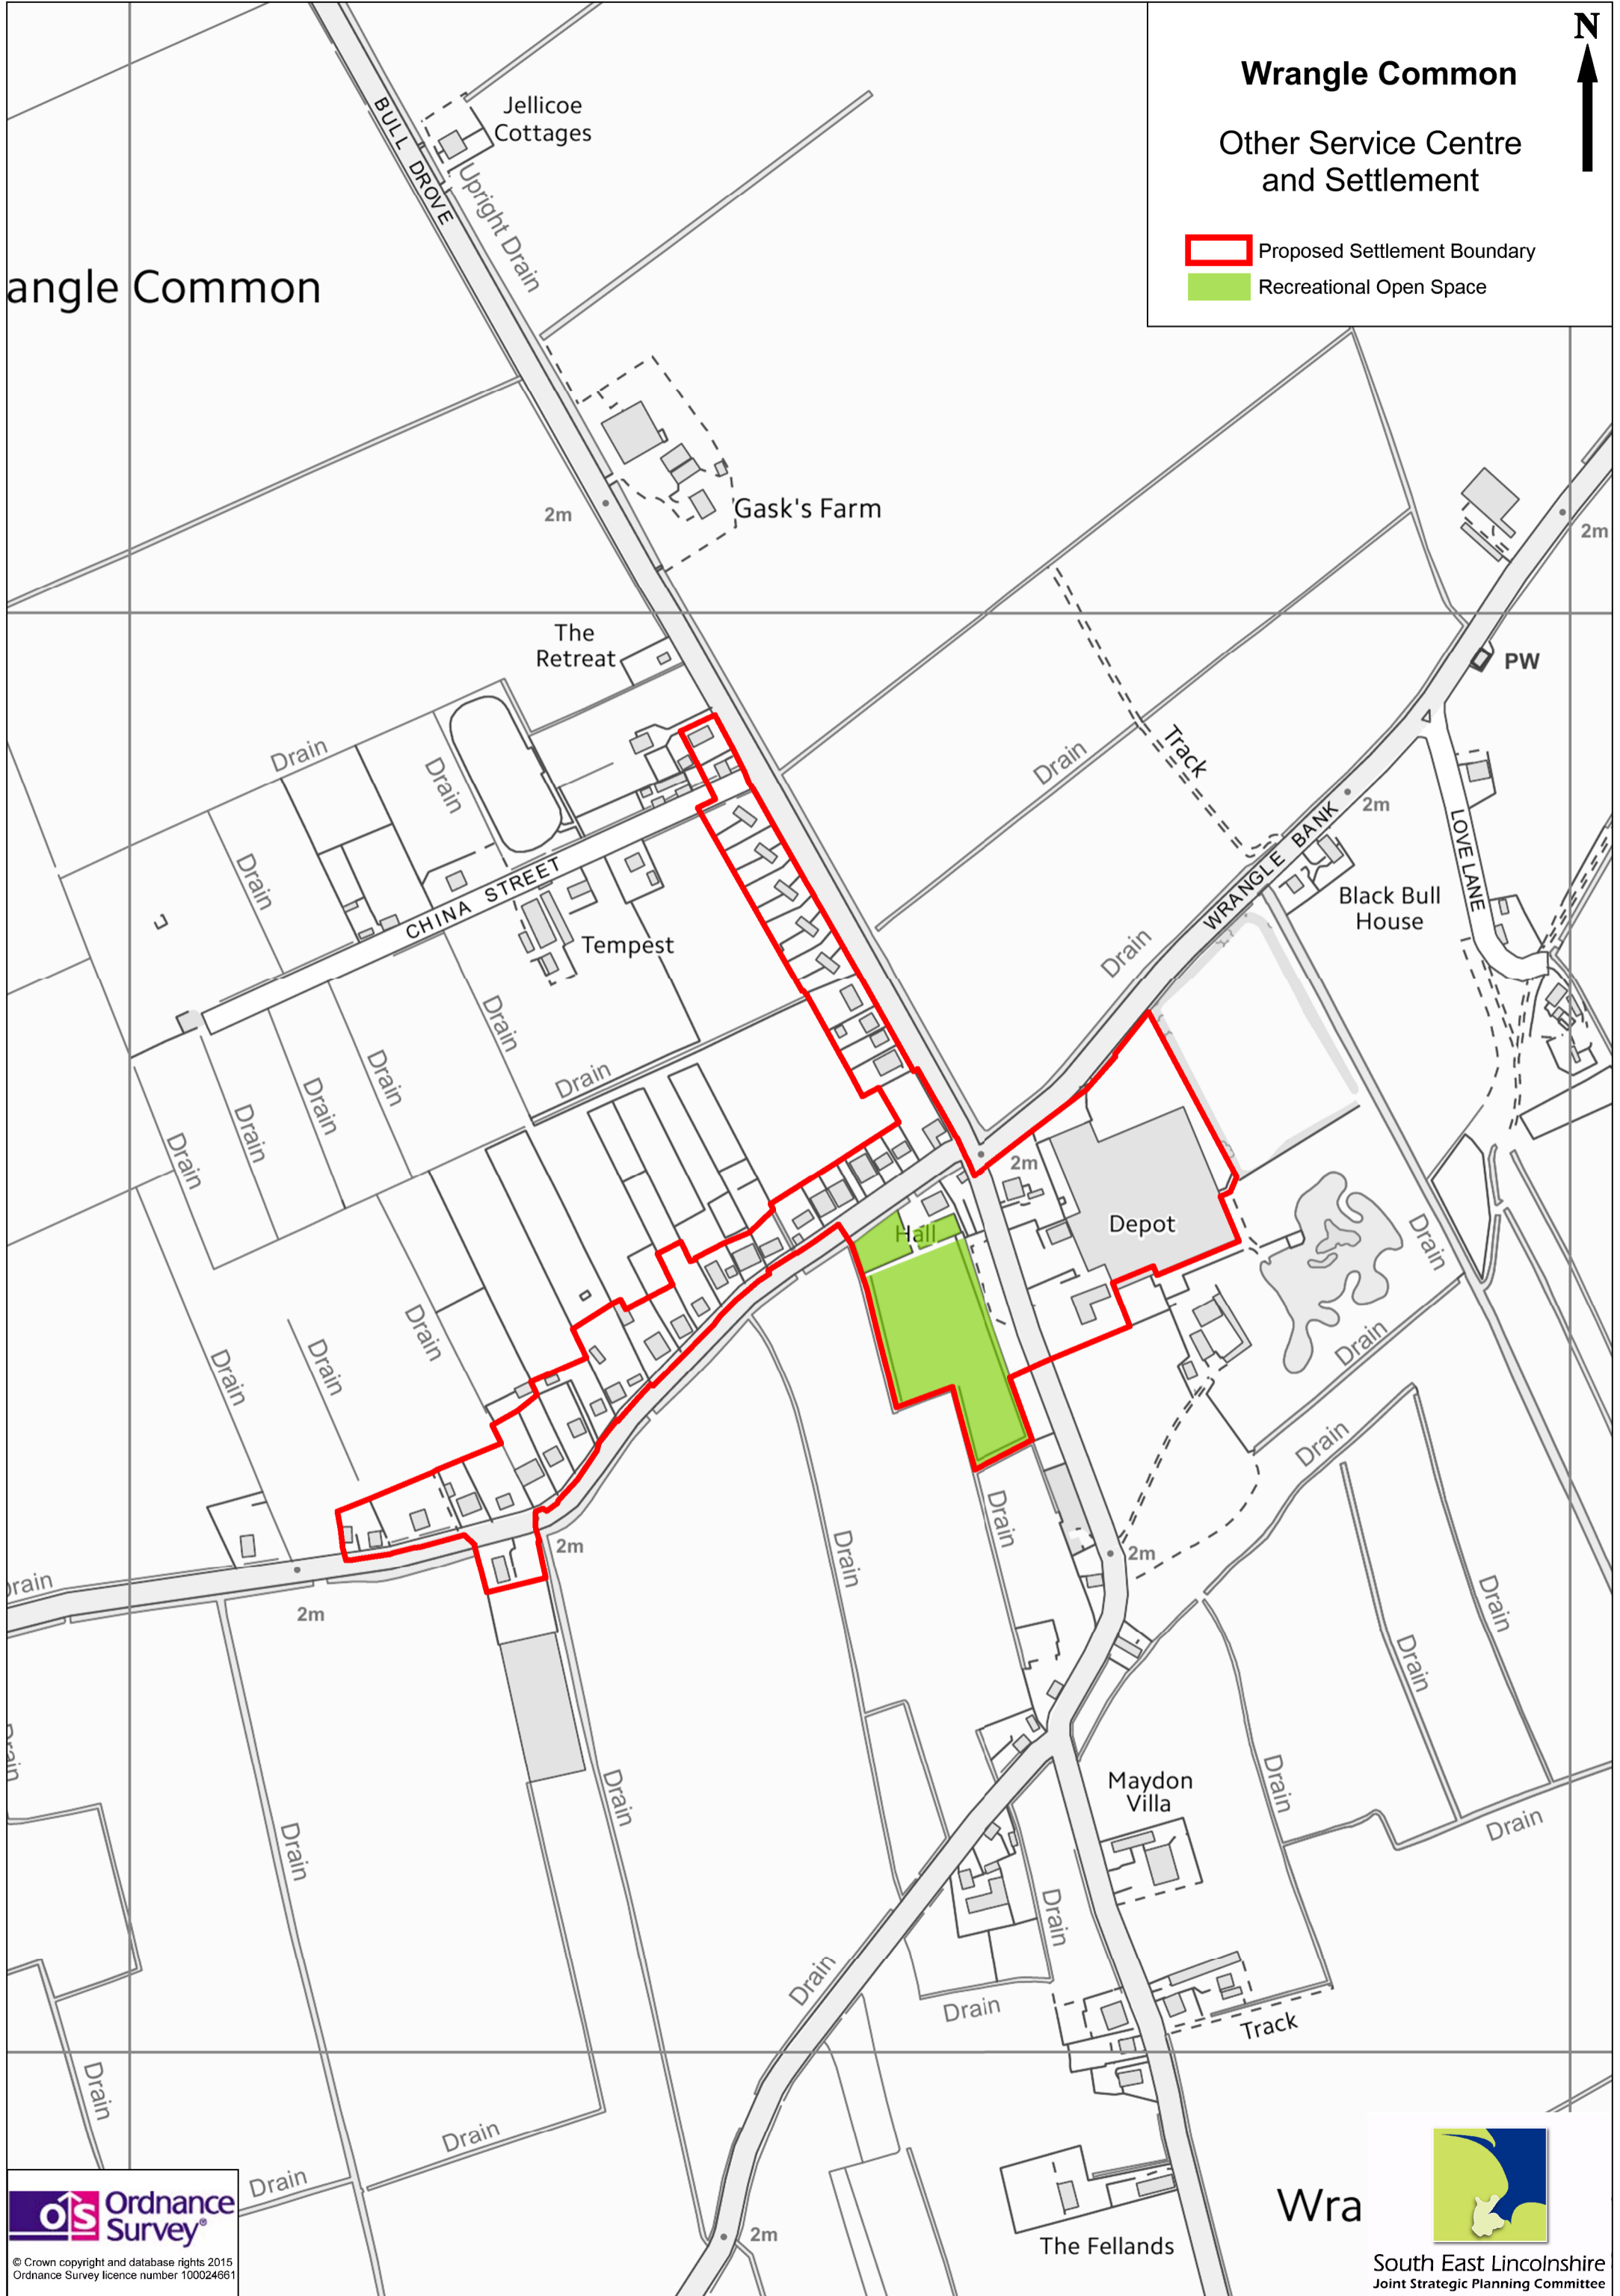 N
Wrangle Common
Other Service Centre
and Settlement
Proposed Settlement Boundary
Recreational Open Space
BULL DROVE
Jellicoe
Cottages
Upright Drain
angle Common
Gask's Farm
2m
2m
The
Retreat
PW
Drain
Drain
Track
Drain
2m
WRANGLE BANK
LOVE LANE
Drain
CHINA STREET
Black Bull
House
Tempest
Drain
Drain
Drain
Drain
Drain
Drain
Drain
2m
Depot
Hall
Drain
Drain
Drain
Drain
Drain
Drain
Drain
2m
Drain
2m
Drain
2m
Drain
Drain
Drain
Drain
Maydon
Villa
Drain
Drain
Drain
Drain
Drain
Drain
Drain
Track
Drain
Drain
Drain
Wra
2m
The Fellands
OS Ordnance
Survey®
© Crown copyright and database rights 2015
Ordnance Survey licence number 100024661
South East Lincolnshire
Joint Strategic Planning Committee